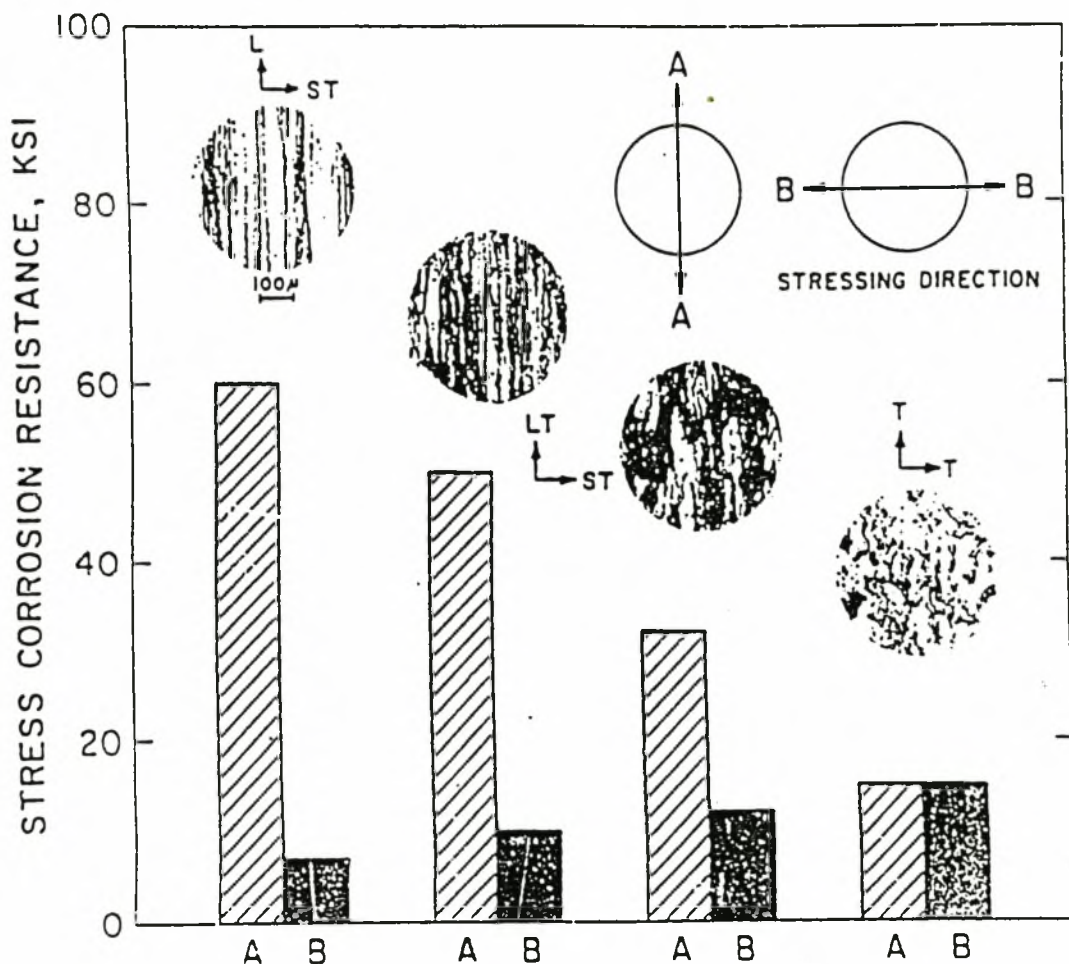 STRESS CORROSION RESISTANCE, KSI
100
80
60
40
20
0
L
ST
100μ
LT
ST
A
A
B
B
STRESSING DIRECTION
T
T
A B
A B
A B
A B